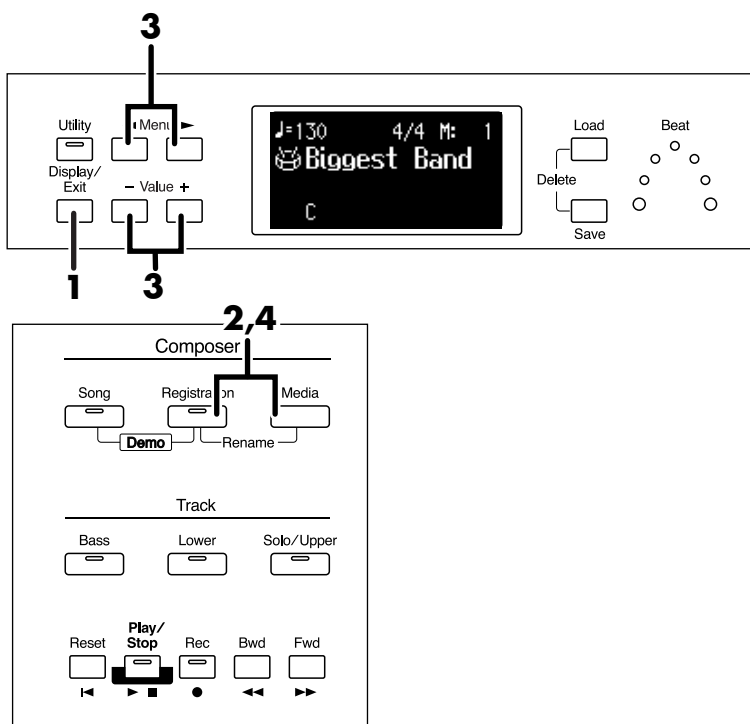 3
Utility
Menu ►
Display/
Exit
– Value +
♩=130 4/4 M: 1
Biggest Band
C
Load
Delete
Save
Beat
1
3
2,4
Composer
Song
Registration
Media
Demo
Rename
Track
Bass
Lower
Solo/Upper
Reset
Play/
Stop
Rec
Bwd
Fwd